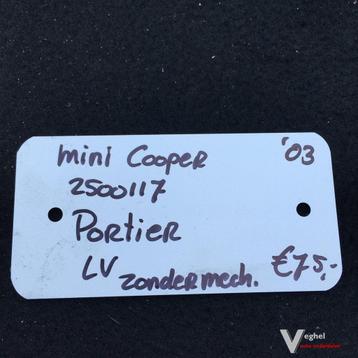 mini Cooper '03
2500117
Portier
LV zonder mech. €75,-
Veghel